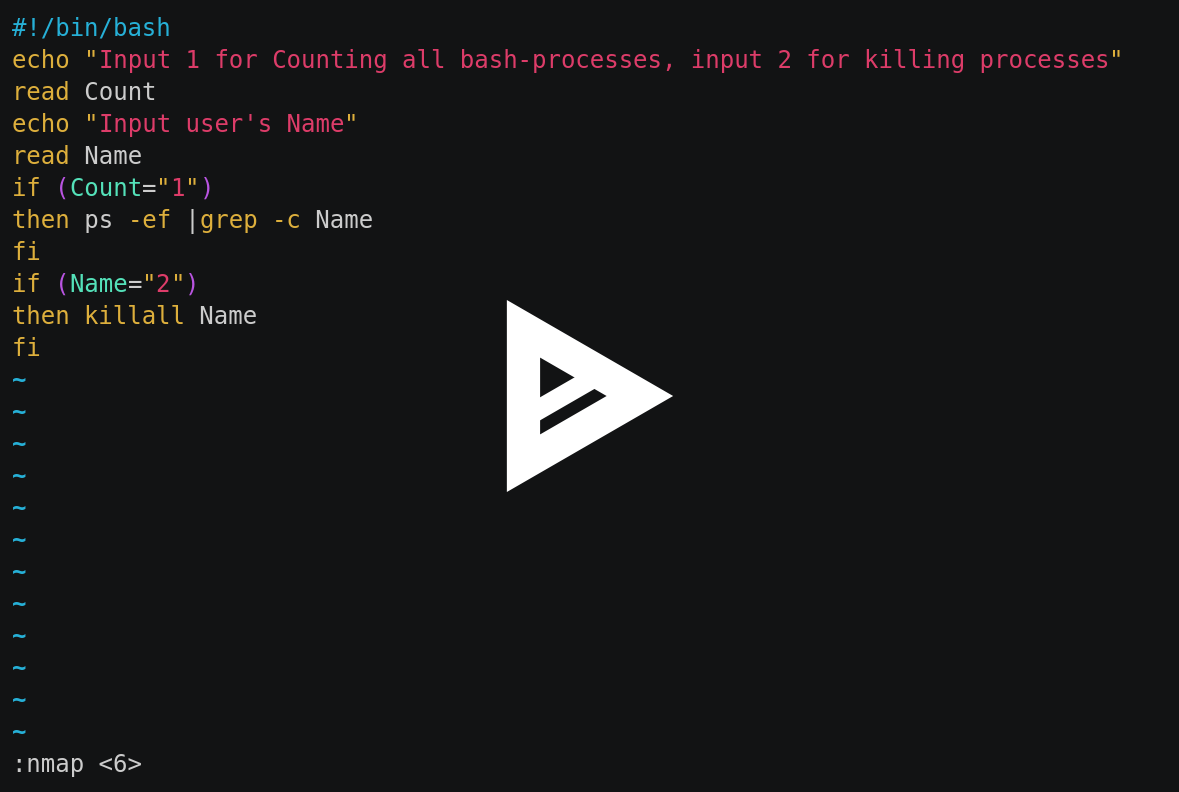 #!/bin/bash
echo "Input 1 for Counting all bash-processes, input 2 for killing processes"
read Count
echo "Input user's Name"
read Name
if (Count="1")
then ps -ef |grep -c Name
fi
if (Name="2")
then killall Name
fi
~
~
~
~
~
~
~
~
~
~
~
~
:nmap <6>